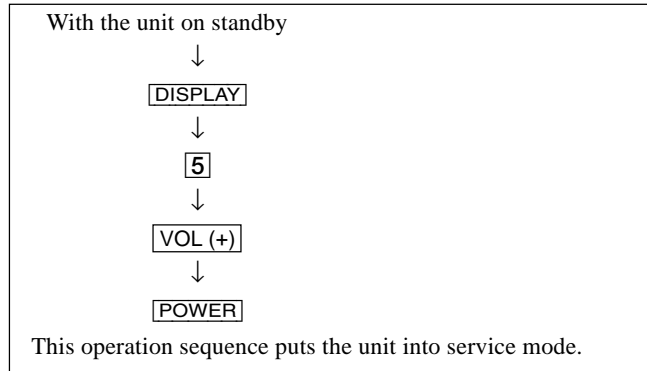 With the unit on standby
↓
DISPLAY
↓
5
↓
VOL (+)
↓
POWER
This operation sequence puts the unit into service mode.